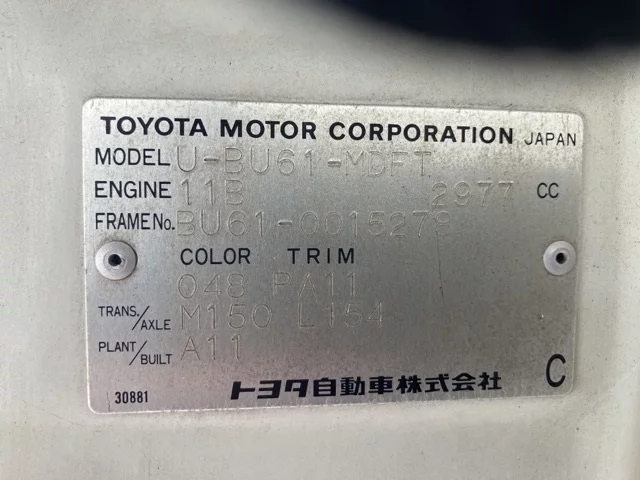 TOYOTA MOTOR CORPORATION JAPAN
MODEL U-BU61-MDFT
ENGINE 11B 2977 CC
FRAME No. BU61-0015279
COLOR TRIM
048 PA11
TRANS./AXLE M150 L154
PLANT/BUILT A11
30881 トヨタ自動車株式会社 C